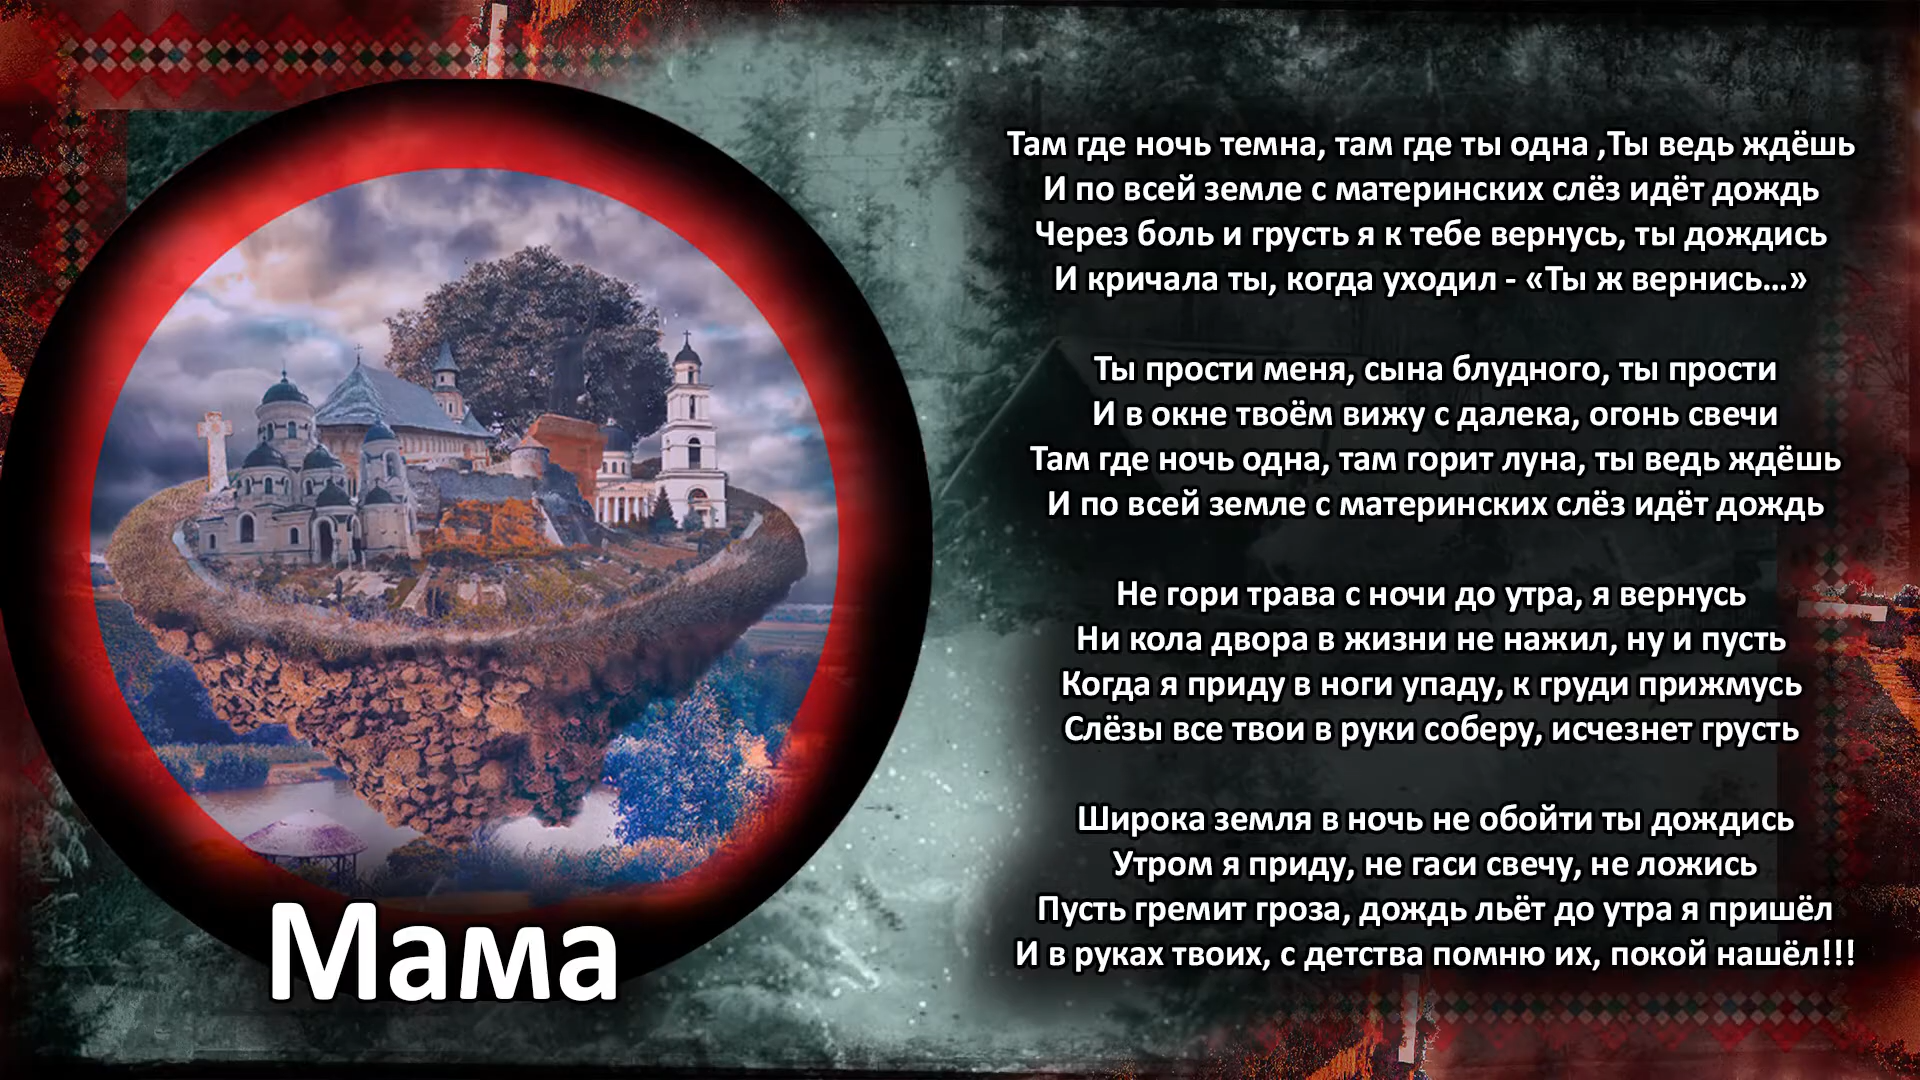 Там где ночь темна, там где ты одна ,Ты ведь ждёшь
И по всей земле с материнских слёз идёт дождь
Через боль и грусть я к тебе вернусь, ты дождись
И кричала ты, когда уходил - «Ты ж вернись...»
Ты прости меня, сына блудного, ты прости
И в окне твоём вижу с далека, огонь свечи
Там где ночь одна, там горит луна, ты ведь ждёшь
И по всей земле с материнских слёз идёт дождь
Не гори трава с ночи до утра, я вернусь
Ни кола двора в жизни не нажил, ну и пусть
Когда я приду в ноги упаду, к груди прижмусь
Слёзы все твои в руки соберу, исчезнет грусть
Широка земля в ночь не обойти ты дождись
Утром я приду, не гаси свечу, не ложись
Пусть гремит гроза, дождь льёт до утра я пришёл
И в руках твоих, с детства помню их, покой нашёл!!!
Мама